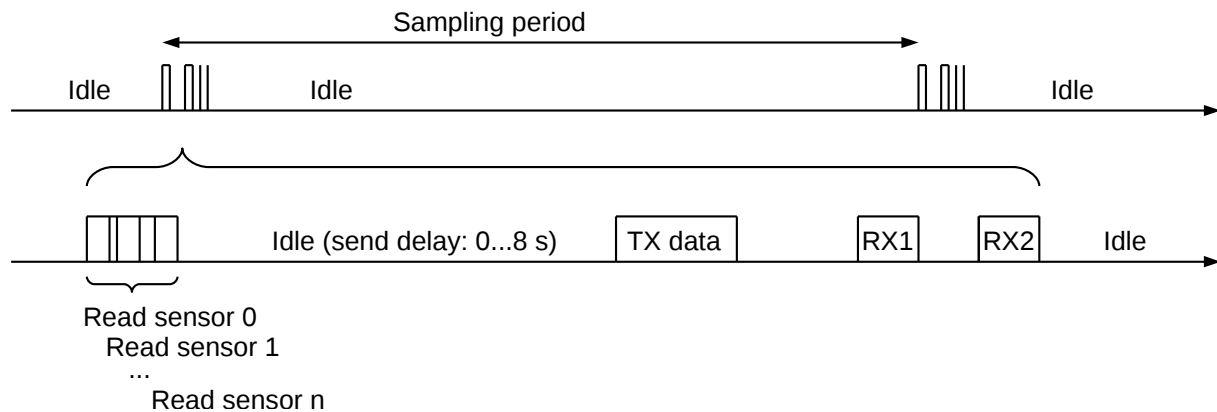 Sampling period
Idle
Idle
Idle
Idle (send delay: 0...8 s)
TX data
RX1
RX2
Idle
Read sensor 0
Read sensor 1
...
Read sensor n